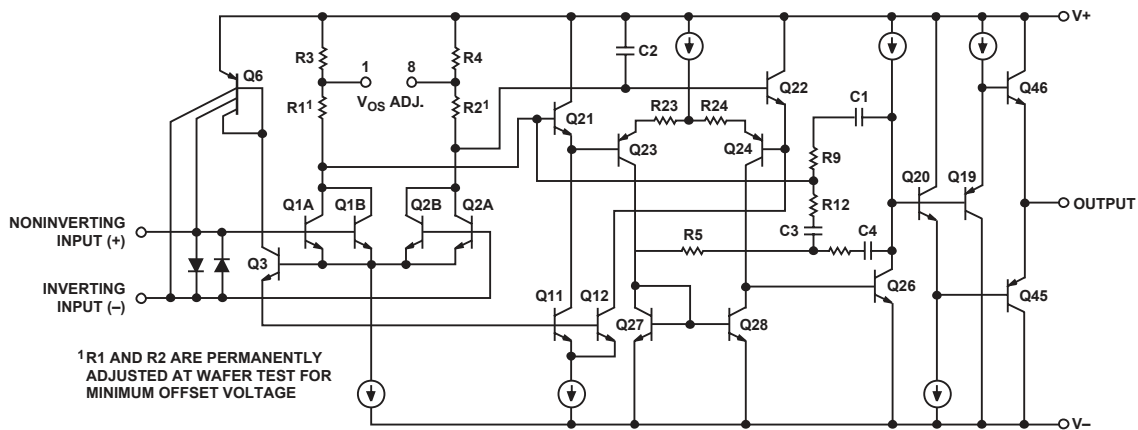 V+
R3
R4
C2
Q6
1
8
V_OS ADJ.
R1¹
R2¹
Q22
Q46
Q21
R23
R24
C1
Q23
Q24
R9
Q20
Q19
Q1A
Q1B
Q2B
Q2A
R12
OUTPUT
NONINVERTING
INPUT (+)
Q3
R5
C3
C4
INVERTING
INPUT (–)
Q11
Q12
Q26
Q45
Q27
Q28
¹R1 AND R2 ARE PERMANENTLY
ADJUSTED AT WAFER TEST FOR
MINIMUM OFFSET VOLTAGE
V–